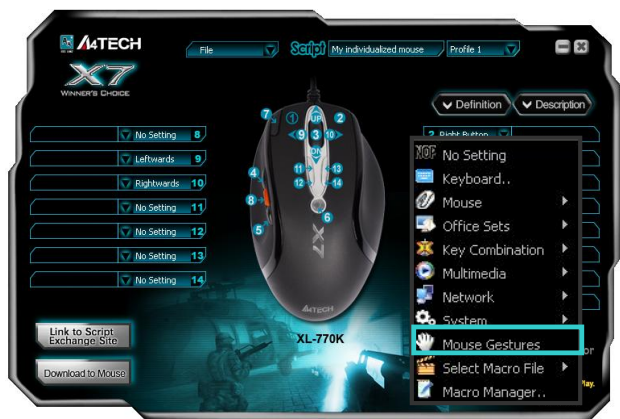 A4TECH
File
Script
My individualized mouse
Profile 1
X7
WINNER'S CHOICE
Definition
Description
7
1
UP
2
9
3
10
DN
11
13
12
14
4
8
5
6
X7
A4TECH
XL-770K
No Setting 8
Leftwards 9
Rightwards 10
No Setting 11
No Setting 12
No Setting 13
No Setting 14
2 Right Button
NOF No Setting
Keyboard..
Mouse
Office Sets
Key Combination
Multimedia
Network
System
Mouse Gestures
Select Macro File
Macro Manager..
or
Play.
Link to Script
Exchange Site
Download to Mouse